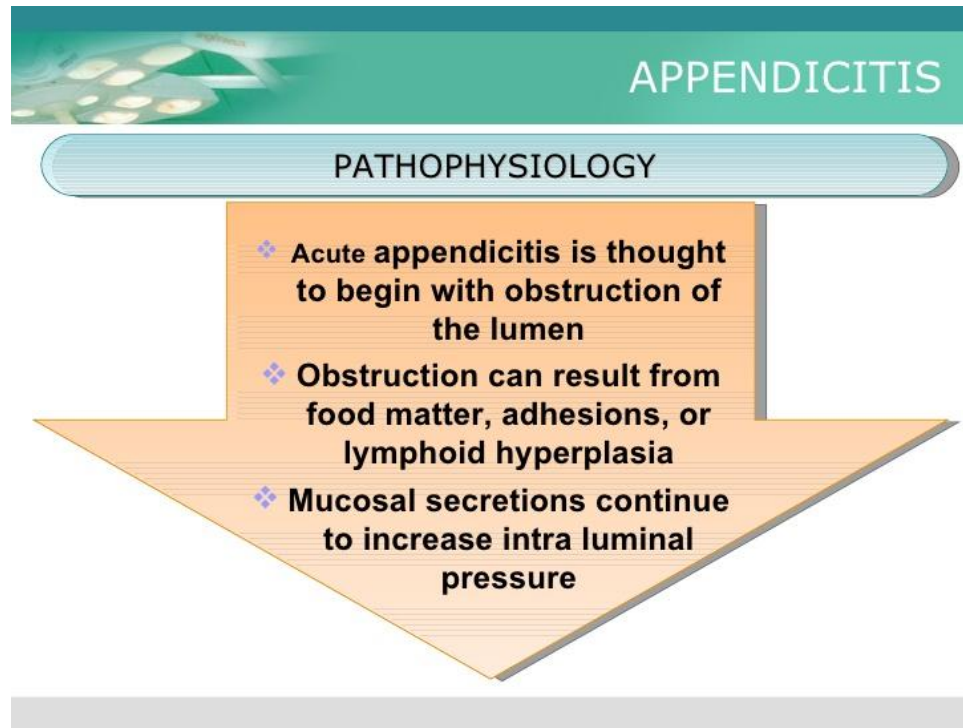 APPENDICITIS
PATHOPHYSIOLOGY
Acute appendicitis is thought
to begin with obstruction of
the lumen
Obstruction can result from
food matter, adhesions, or
lymphoid hyperplasia
Mucosal secretions continue
to increase intra luminal
pressure